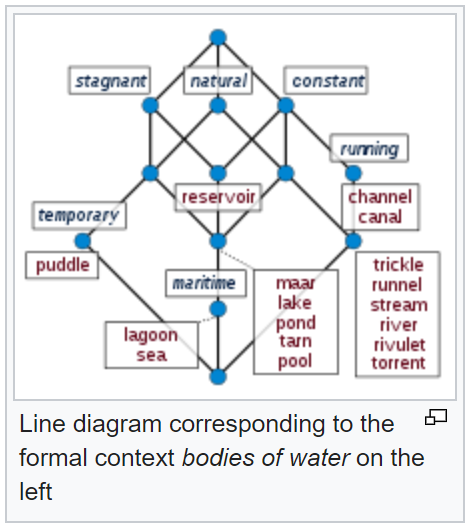 stagnant
natural
constant
running
reservoir
channel
canal
temporary
puddle
maritime
maar
lake
pond
tarn
pool
trickle
runnel
stream
river
rivulet
torrent
lagoon
sea
Line diagram corresponding to the
formal context bodies of water on the
left